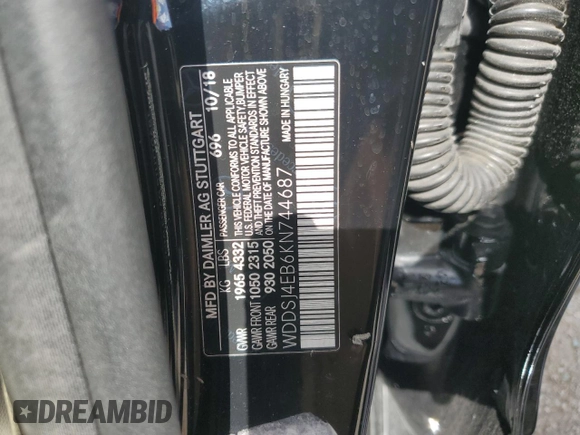 MFD BY DAIMLER AG STUTTGART
696 10/18
KG LBS PASSENGER CAR
GVWR 1965 4332
GAWR FRONT 1050 2315
GAWR REAR 930 2050
THIS VEHICLE CONFORMS TO ALL APPLICABLE
U.S. FEDERAL MOTOR VEHICLE SAFETY, BUMPER
AND THEFT PREVENTION STANDARDS IN EFFECT
ON THE DATE OF MANUFACTURE SHOWN ABOVE
WDDSJ4EB6KN744687
MADE IN HUNGARY
DREAMBID